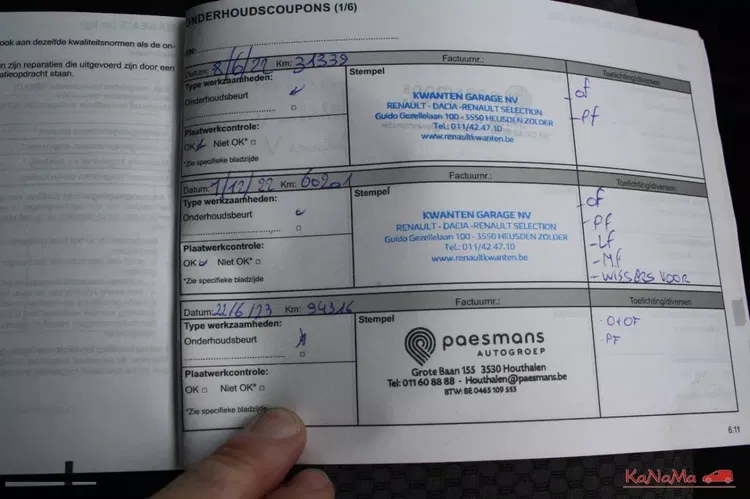 ook aan dezelfde kwaliteitsnormen als de on-
n zijn reparaties die uitgevoerd zijn door een
atieopdracht staan.
ONDERHOUDSCOUPONS (1/6)
Datum: 8/6/22 Km: 31339 Factuurnr.: Toelichting/diversen
Type werkzaamheden:
Onderhoudsbeurt
Plaatwerkcontrole:
OK Niet OK*
*Zie specifieke bladzijde
Stempel
KWANTEN GARAGE NV
RENAULT - DACIA - RENAULT SELECTION
Guido Gezellelaan 100 - 3550 HEUSDEN ZOLDER
Tel.: 011/42.47.10
www.renaultkwanten.be
- of
- Pf
Datum: 1/12/22 Km: 60201 Factuurnr.: Toelichting/diversen
Type werkzaamheden:
Onderhoudsbeurt
Plaatwerkcontrole:
OK Niet OK*
*Zie specifieke bladzijde
Stempel
KWANTEN GARAGE NV
RENAULT - DACIA - RENAULT SELECTION
Guido Gezellelaan 100 - 3550 HEUSDEN ZOLDER
Tel.: 011/42.47.10
www.renaultkwanten.be
- of
- Pf
- Lf
- Mf
- WISSERS VOOR
Datum: 22/6/23 Km: 94316 Factuurnr.: Toelichting/diversen
Type werkzaamheden:
Onderhoudsbeurt
Plaatwerkcontrole:
OK Niet OK*
*Zie specifieke bladzijde
Stempel
paesmans
AUTOGROEP
Grote Baan 155 3530 Houthalen
Tel: 011 60 88 88 - Houthalen@paesmans.be
BTW: BE 0465 109 555
· O+OF
· PF
6.11
KaNaMa